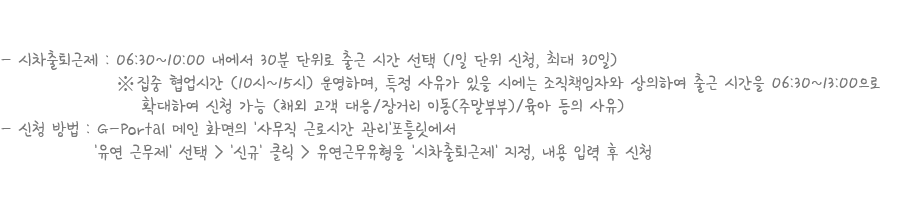 - 시차출퇴근제 : 06:30~10:00 내에서 30분 단위로 출근 시간 선택 (1일 단위 신청, 최대 30일)
※ 집중 협업시간 (10시~15시) 운영하며, 특정 사유가 있을 시에는 조직책임자와 상의하여 출근 시간을 06:30~13:00으로
확대하여 신청 가능 (해외 고객 대응/장거리 이동(주말부부)/육아 등의 사유)
- 신청 방법 : G-Portal 메인 화면의 '사무직 근로시간 관리'포틀릿에서
'유연 근무제' 선택 > '신규' 클릭 > 유연근무유형을 '시차출퇴근제' 지정, 내용 입력 후 신청